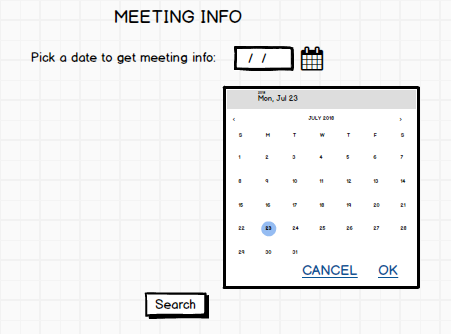 MEETING INFO
Pick a date to get meeting info: / /
2018
Mon, Jul 23
‹ JULY 2018 ›
S M T W T F S
1 2 3 4 5 6 7
8 9 10 11 12 13 14
15 16 17 18 19 20 21
22 23 24 25 26 27 28
29 30 31
CANCEL OK
Search